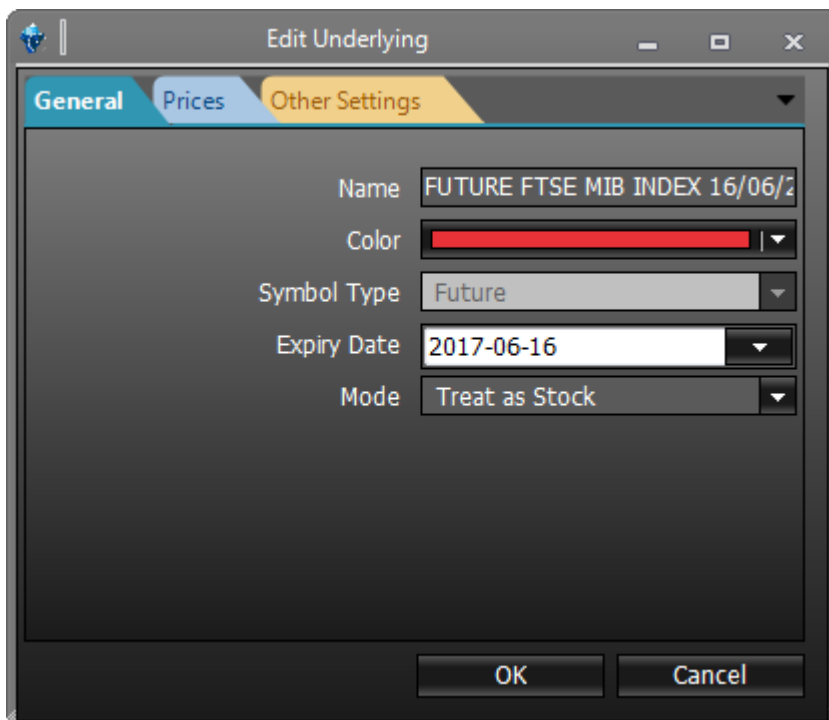 Edit Underlying
General Prices Other Settings
Name FUTURE FTSE MIB INDEX 16/06/2
Color
Symbol Type Future
Expiry Date 2017-06-16
Mode Treat as Stock
OK Cancel